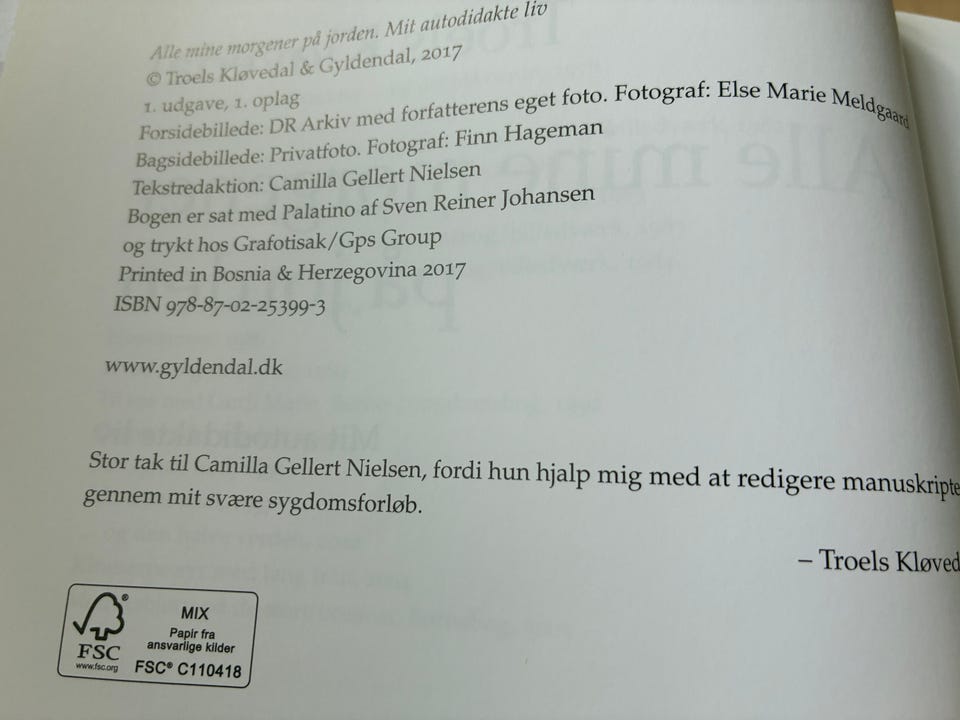 Alle mine morgener på jorden. Mit autodidakte liv
© Troels Kløvedal & Gyldendal, 2017
1. udgave, 1. oplag
Forsidebillede: DR Arkiv med forfatterens eget foto. Fotograf: Else Marie Meldgaard
Bagsidebillede: Privatfoto. Fotograf: Finn Hageman
Tekstredaktion: Camilla Gellert Nielsen
Bogen er sat med Palatino af Sven Reiner Johansen
og trykt hos Grafotisak/Gps Group
Printed in Bosnia & Herzegovina 2017
ISBN 978-87-02-25399-3
www.gyldendal.dk
Stor tak til Camilla Gellert Nielsen, fordi hun hjalp mig med at redigere manuskripte
gennem mit svære sygdomsforløb.
– Troels Kløved
FSC®
www.fsc.org
MIX
Papir fra
ansvarlige kilder
FSC® C110418